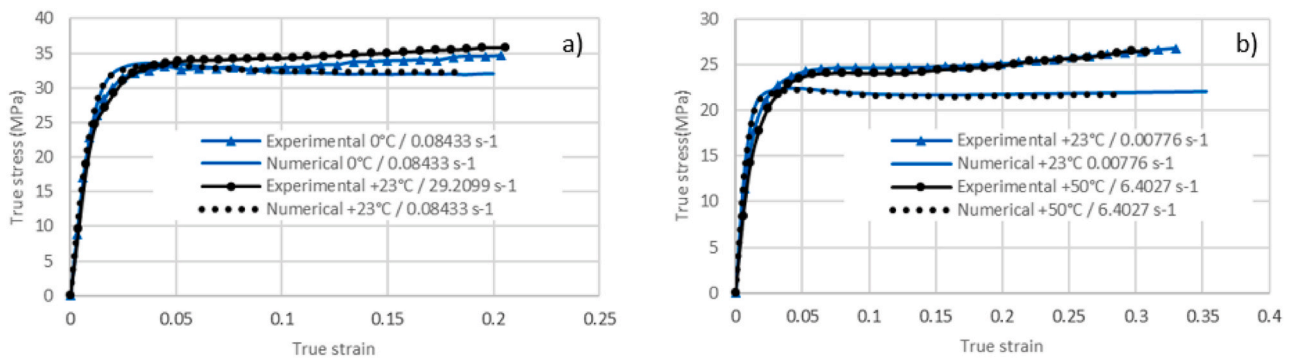 40
35
30
25
20
15
10
5
0
True stress (MPa)
a)
Experimental 0°C / 0.08433 s-1
Numerical 0°C / 0.08433 s-1
Experimental +23°C / 29.2099 s-1
Numerical +23°C / 0.08433 s-1
0 0.05 0.1 0.15 0.2 0.25
True strain
30
25
20
15
10
5
0
True stress(MPa)
b)
Experimental +23°C / 0.00776 s-1
Numerical +23°C 0.00776 s-1
Experimental +50°C / 6.4027 s-1
Numerical +50°C / 6.4027 s-1
0 0.05 0.1 0.15 0.2 0.25 0.3 0.35 0.4
True strain